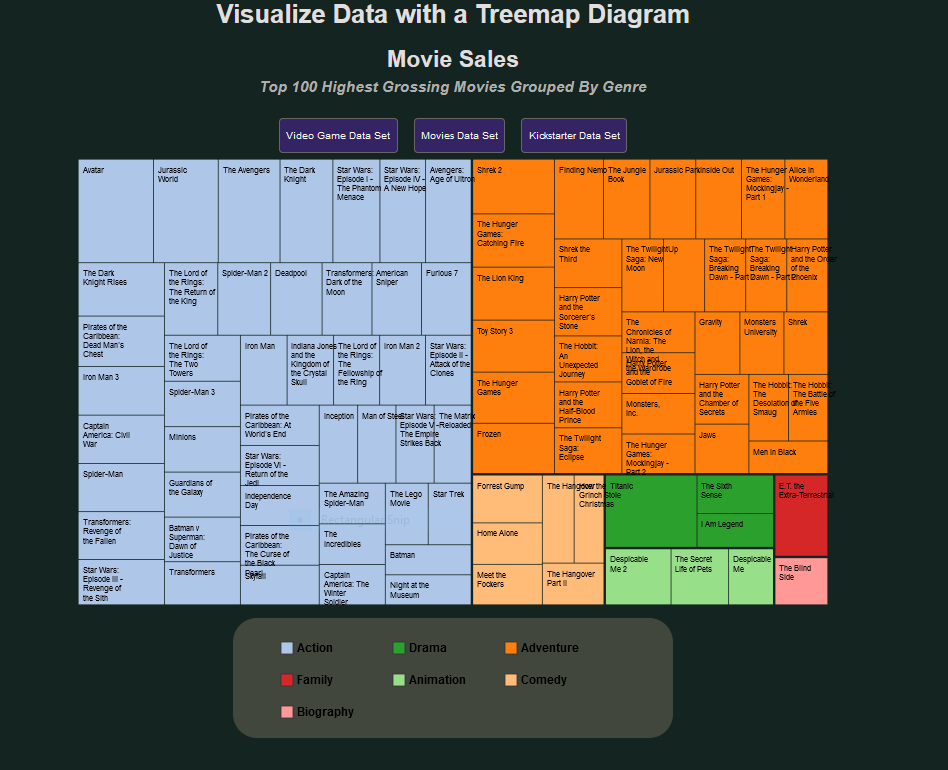 Visualize Data with a Treemap Diagram
Movie Sales
Top 100 Highest Grossing Movies Grouped By Genre
Video Game Data Set
Movies Data Set
Kickstarter Data Set
Avatar
Jurassic
World
The Avengers
The Dark
Knight
Star Wars:
Episode I -
The Phantom
Menace
Star Wars:
Episode IV -
A New Hope
Avengers:
Age of Ultron
The Dark
Knight Rises
Pirates of the
Caribbean:
Dead Man's
Chest
Iron Man 3
Captain
America: Civil
War
Spider-Man
Transformers:
Revenge of
the Fallen
Star Wars:
Episode III -
Revenge of
the Sith
The Lord of
the Rings:
The Return of
the King
Spider-Man 2
Deadpool
Transformers:
Dark of the
Moon
American
Sniper
Furious 7
The Lord of
the Rings:
The Two
Towers
Spider-Man 3
Minions
Guardians of
the Galaxy
Batman v
Superman:
Dawn of
Justice
Transformers
Iron Man
Indiana Jones
and the
Kingdom of
the Crystal
Skull
The Lord of
the Rings:
The
Fellowship of
the Ring
Iron Man 2
Star Wars:
Episode II -
Attack of the
Clones
Pirates of the
Caribbean: At
World's End
Star Wars:
Episode VI -
Return of the
Jedi
Independence
Day
Pirates of the
Caribbean:
The Curse of
the Black
Pearl
Skyfall
Inception
Man of Steel
Star Wars:
Episode V -
The Empire
Strikes Back
The Matrix
Reloaded
The Amazing
Spider-Man
The
Incredibles
Captain
America: The
Winter
Soldier
The Lego
Movie
Star Trek
Batman
Night at the
Museum
Rectangular Snip
Shrek 2
The Hunger
Games:
Catching Fire
The Lion King
Toy Story 3
The Hunger
Games
Frozen
Finding Nemo
The Jungle
Book
Jurassic Park
Inside Out
The Hunger
Games:
Mockingjay -
Part 1
Alice in
Wonderland
Shrek the
Third
Harry Potter
and the
Sorcerer's
Stone
The Hobbit:
An
Unexpected
Journey
Harry Potter
and the
Half-Blood
Prince
The Twilight
Saga:
Eclipse
The Twilight
Saga: New
Moon
Up
The Twilight
Saga:
Breaking
Dawn - Part 2
The Twilight
Saga:
Breaking
Dawn - Part 2
Harry Potter
and the Order
of the
Phoenix
The
Chronicles of
Narnia: The
Lion, the
Witch and
the Wardrobe
Harry Potter
and the
Goblet of Fire
Monsters,
Inc.
The Hunger
Games:
Mockingjay -
Part 2
Gravity
Monsters
University
Shrek
Harry Potter
and the
Chamber of
Secrets
Jaws
The Hobbit:
The
Desolation of
Smaug
The Hobbit:
The Battle of
the Five
Armies
Men in Black
Forrest Gump
Home Alone
Meet the
Fockers
The Hangover
How the
Grinch Stole
Christmas
The Hangover
Part II
Titanic
The Sixth
Sense
I Am Legend
Despicable
Me 2
The Secret
Life of Pets
Despicable
Me
E.T. the
Extra-Terrestrial
The Blind
Side
Action
Drama
Adventure
Family
Animation
Comedy
Biography